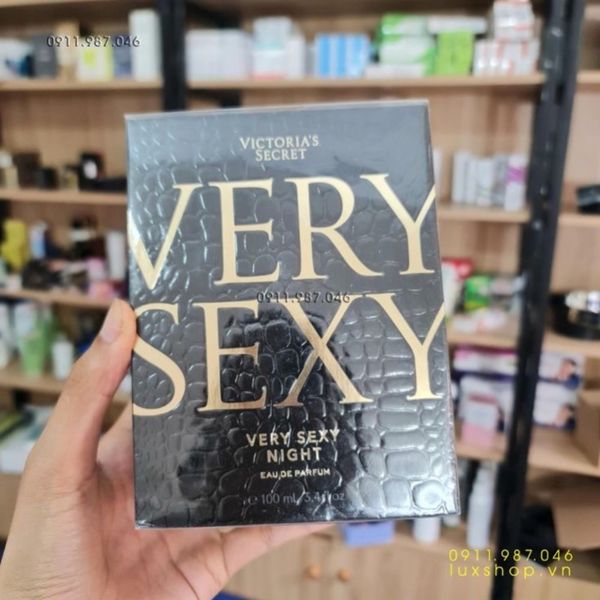 0911.987.046
VICTORIA'S
SECRET
VERY
0911.987.046
SEXY
VERY SEXY
NIGHT
EAU DE PARFUM
℮ 100 ml 3.4 fl oz
0911.987.046
luxshop.vn